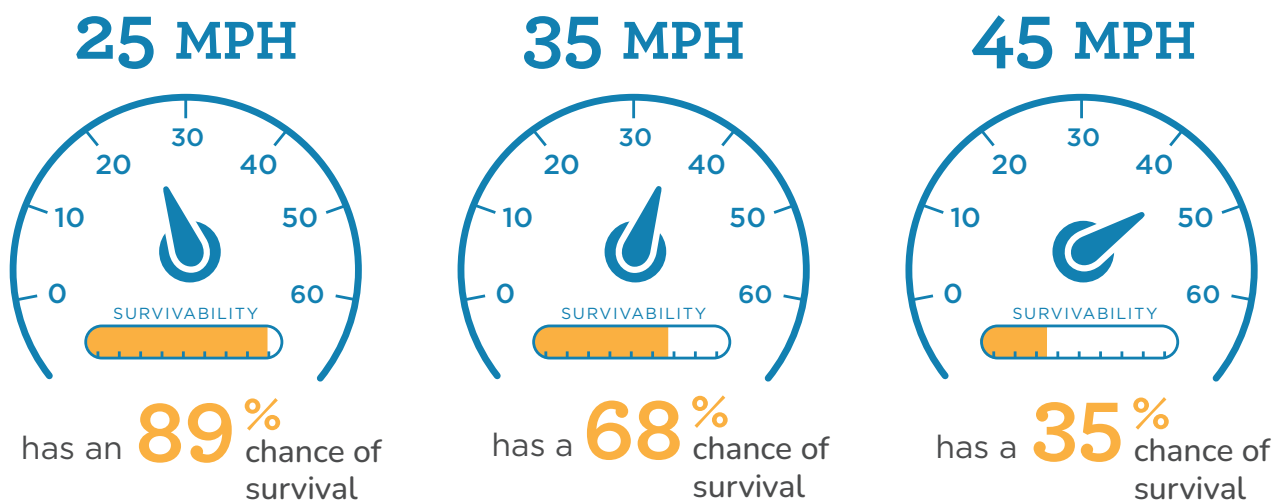 25 MPH
30
20 40
10 50
0 60
SURVIVABILITY
has an 89% chance of
survival
35 MPH
30
20 40
10 50
0 60
SURVIVABILITY
has a 68% chance of
survival
45 MPH
30
20 40
10 50
0 60
SURVIVABILITY
has a 35% chance of
survival